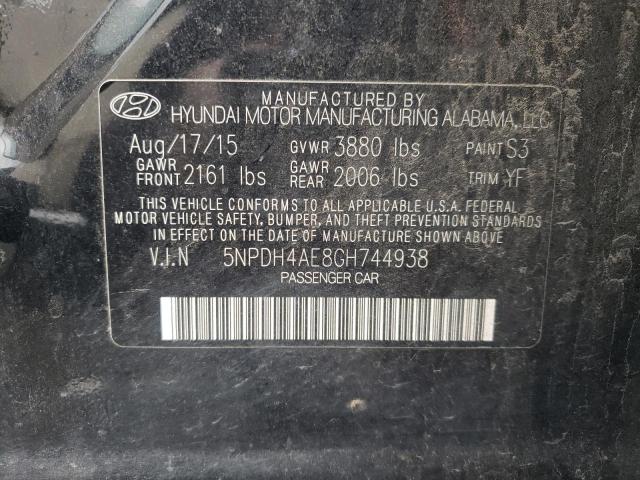 MANUFACTURED BY
HYUNDAI MOTOR MANUFACTURING ALABAMA, LLC
Aug/17/15 GVWR 3880 lbs PAINT S3
GAWR FRONT 2161 lbs GAWR REAR 2006 lbs TRIM YF
THIS VEHICLE CONFORMS TO ALL APPLICABLE U.S.A. FEDERAL
MOTOR VEHICLE SAFETY, BUMPER, AND THEFT PREVENTION STANDARDS
IN EFFECT ON THE DATE OF MANUFACTURE SHOWN ABOVE.
V.I.N 5NPDH4AE8GH744938
PASSENGER CAR